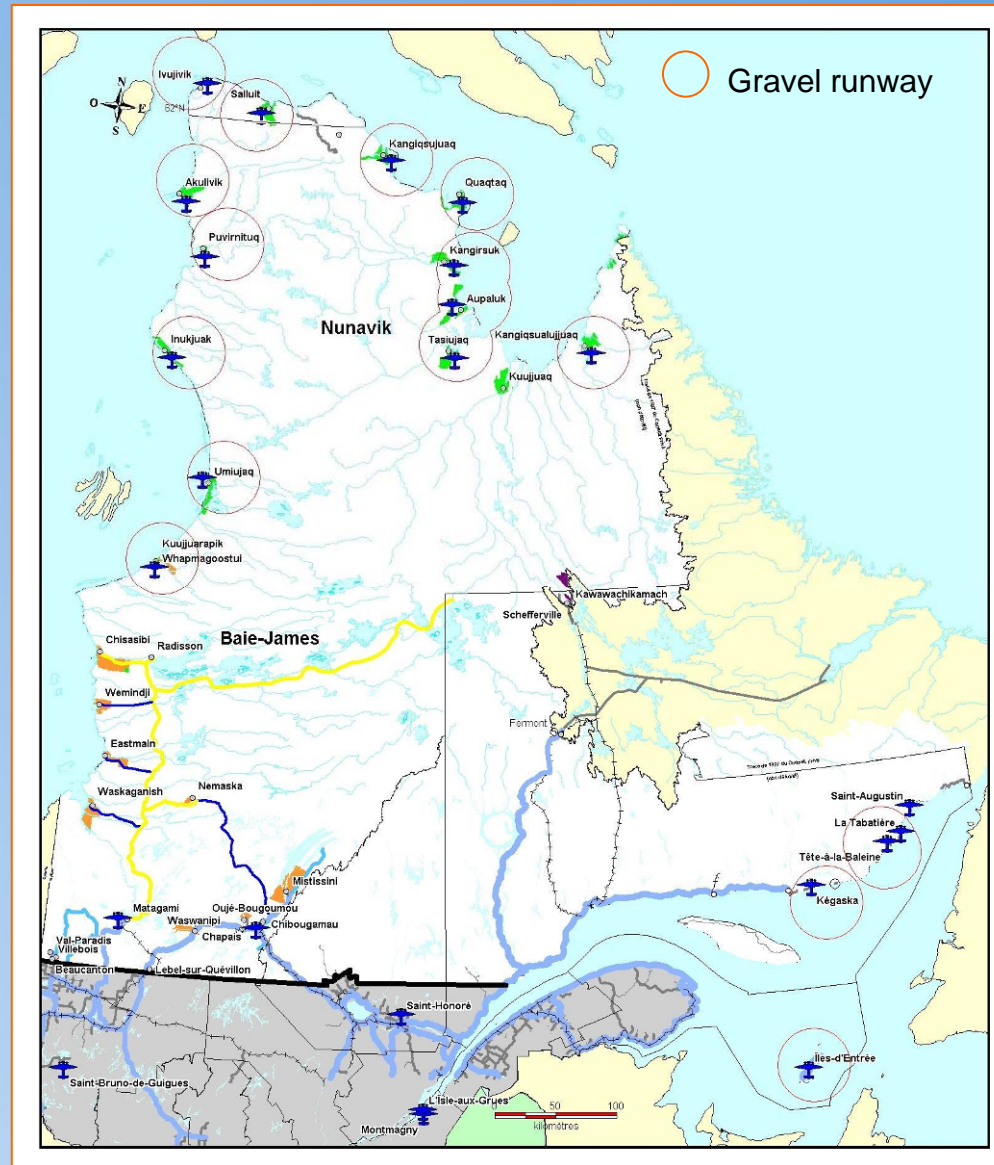 Gravel runway
N
O
E
S
62°N
Ivujivik
Salluit
Kangiqsujuaq
Akulivik
Quaqtaq
Puvirnituq
Kangirsuk
Aupaluk
Nunavik
Inukjuak
Tasiujaq
Kangiqsualujjuaq
Kuujjuaq
Umiujaq
Kuujjuarapik
Whapmagoostui
Kawawachikamach
Schefferville
Baie-James
Chisasibi
Radisson
Wemindji
Fermont
Eastmain
Nemaska
Waskaganish
Saint-Augustin
La Tabatière
Tête-à-la-Baleine
Mistissini
Kégaska
Oujé-Bougoumou
Matagami
Waswanipi
Chibougamau
Chapais
Val-Paradis
Villebois
Beaucanton
Lebel-sur-Quévillon
Saint-Honoré
Îles-d'Entrée
Saint-Bruno-de-Guigues
L'Isle-aux-Grues
Montmagny
0 50 100
kilomètres